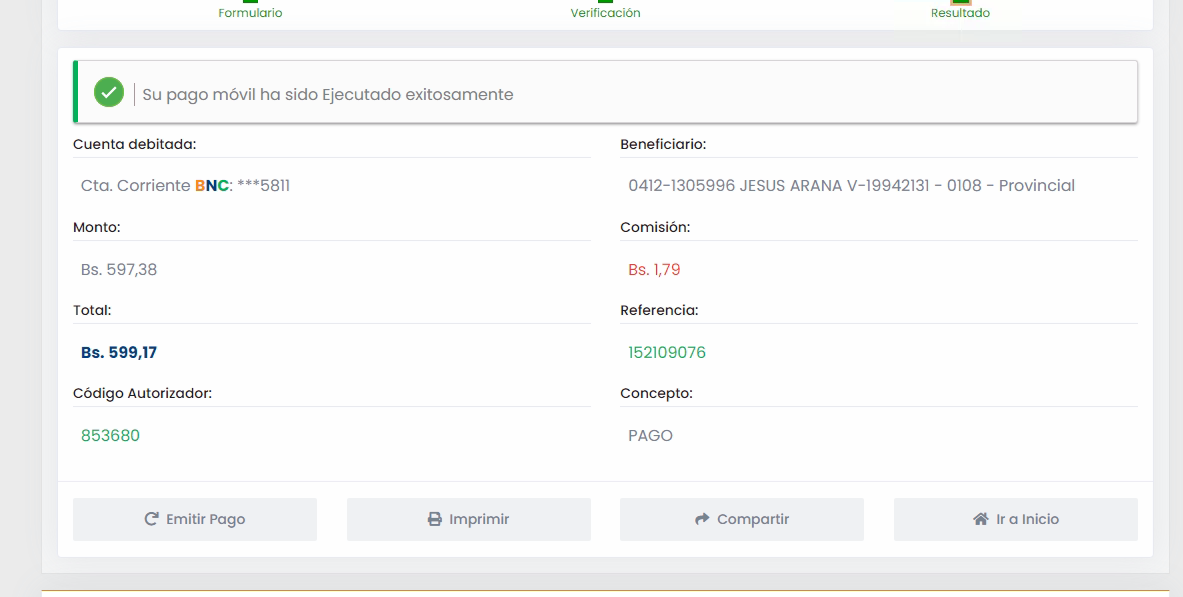 Formulario Verificación Resultado
Su pago móvil ha sido Ejecutado exitosamente
Cuenta debitada: Beneficiario:
Cta. Corriente BNC: ***5811 0412-1305996 JESUS ARANA V-19942131 - 0108 - Provincial
Monto: Comisión:
Bs. 597,38 Bs. 1,79
Total: Referencia:
Bs. 599,17 152109076
Código Autorizador: Concepto:
853680 PAGO
Emitir Pago Imprimir Compartir Ir a Inicio